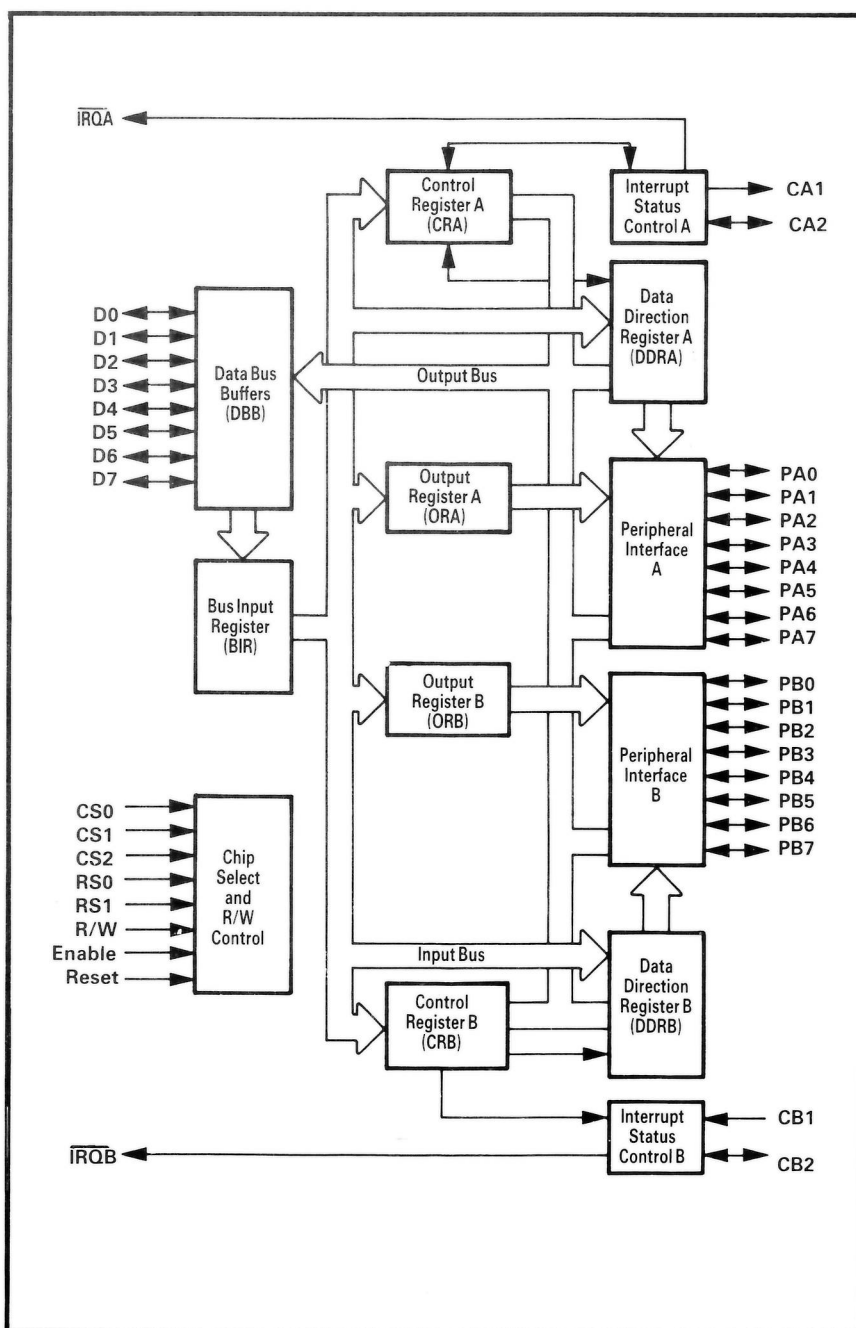 IRQA
Control
Register A
(CRA)
Interrupt
Status
Control A
CA1
CA2
D0
D1
D2
D3
D4
D5
D6
D7
Data Bus
Buffers
(DBB)
Data
Direction
Register A
(DDRA)
Output Bus
Output
Register A
(ORA)
Peripheral
Interface
A
PA0
PA1
PA2
PA3
PA4
PA5
PA6
PA7
Bus Input
Register
(BIR)
Output
Register B
(ORB)
Peripheral
Interface
B
PB0
PB1
PB2
PB3
PB4
PB5
PB6
PB7
CS0
CS1
CS2
RS0
RS1
R/W
Enable
Reset
Chip
Select
and
R/W
Control
Input Bus
Data
Direction
Register B
(DDRB)
Control
Register B
(CRB)
Interrupt
Status
Control B
CB1
CB2
IRQB